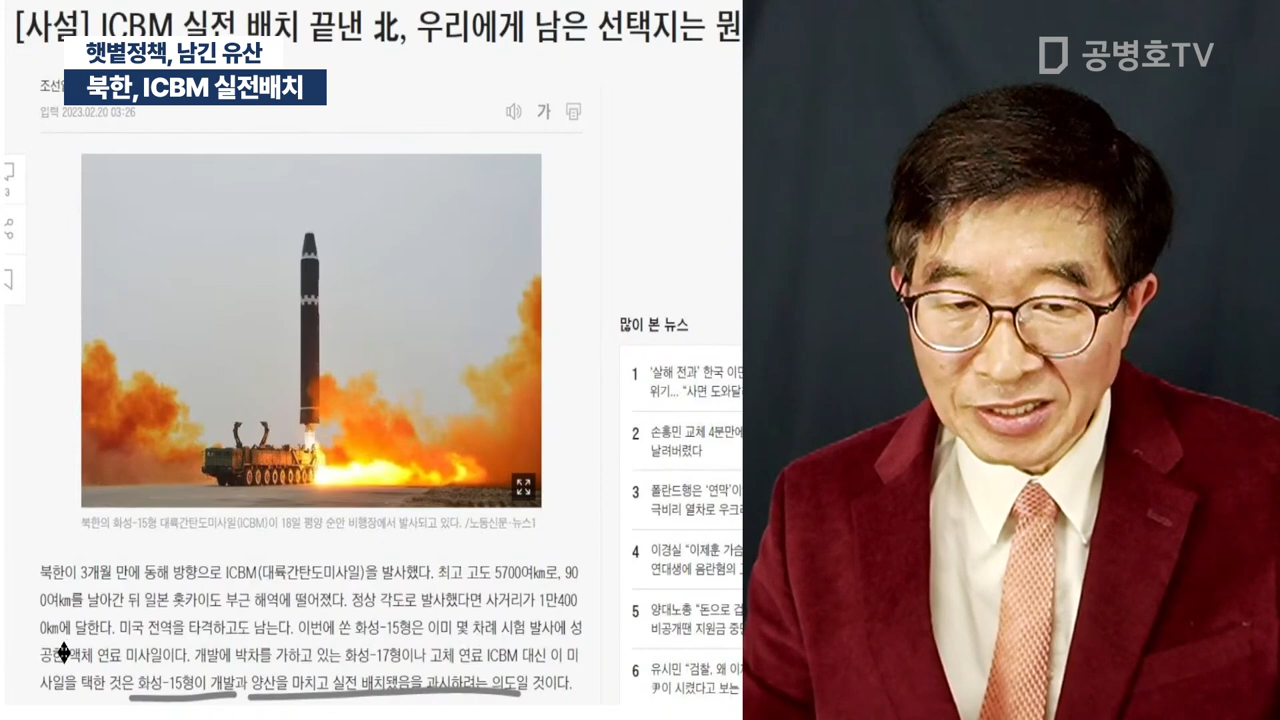 [사설] ICBM 실전 배치 끝낸 北, 우리에게 남은 선택지는 뭔
햇볕정책, 남긴 유산
북한, ICBM 실전배치
공병호TV
조선일
입력 2023.02.20 03:26
가
3
북한의 화성-15형 대륙간탄도미사일(ICBM)이 18일 평양 순안 비행장에서 발사되고 있다. /노동신문·뉴스1
북한이 3개월 만에 동해 방향으로 ICBM(대륙간탄도미사일)을 발사했다. 최고 고도 5700여km로, 90
0여km를 날아간 뒤 일본 홋카이도 부근 해역에 떨어졌다. 정상 각도로 발사했다면 사거리가 1만400
0km에 달한다. 미국 전역을 타격하고도 남는다. 이번에 쏜 화성-15형은 이미 몇 차례 시험 발사에 성
공한 액체 연료 미사일이다. 개발에 박차를 가하고 있는 화성-17형이나 고체 연료 ICBM 대신 이 미
사일을 택한 것은 화성-15형이 개발과 양산을 마치고 실전 배치됐음을 과시하려는 의도일 것이다.
많이 본 뉴스
1 '살해 전과' 한국 이민
위기... "사면 도와달
2 손흥민 교체 4분만에
날려버렸다
3 폴란드행은 '연막'이
극비리 열차로 우크라
4 이경실 "이제훈 가슴
연대생에 음란혐의 고
5 양대노총 "돈으로 겁
비공개땐 지원금 중단
6 유시민 "검찰, 왜 이재
尹이 시켰다고 보는